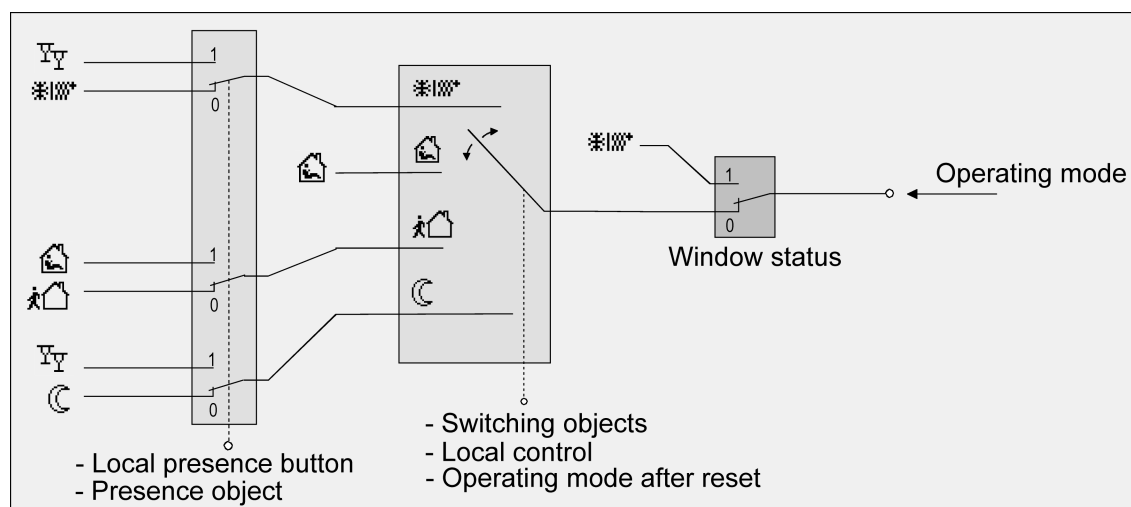 1
0
1
0
Operating mode
Window status
1
0
1
0
- Switching objects
- Local control
- Operating mode after reset
- Local presence button
- Presence object